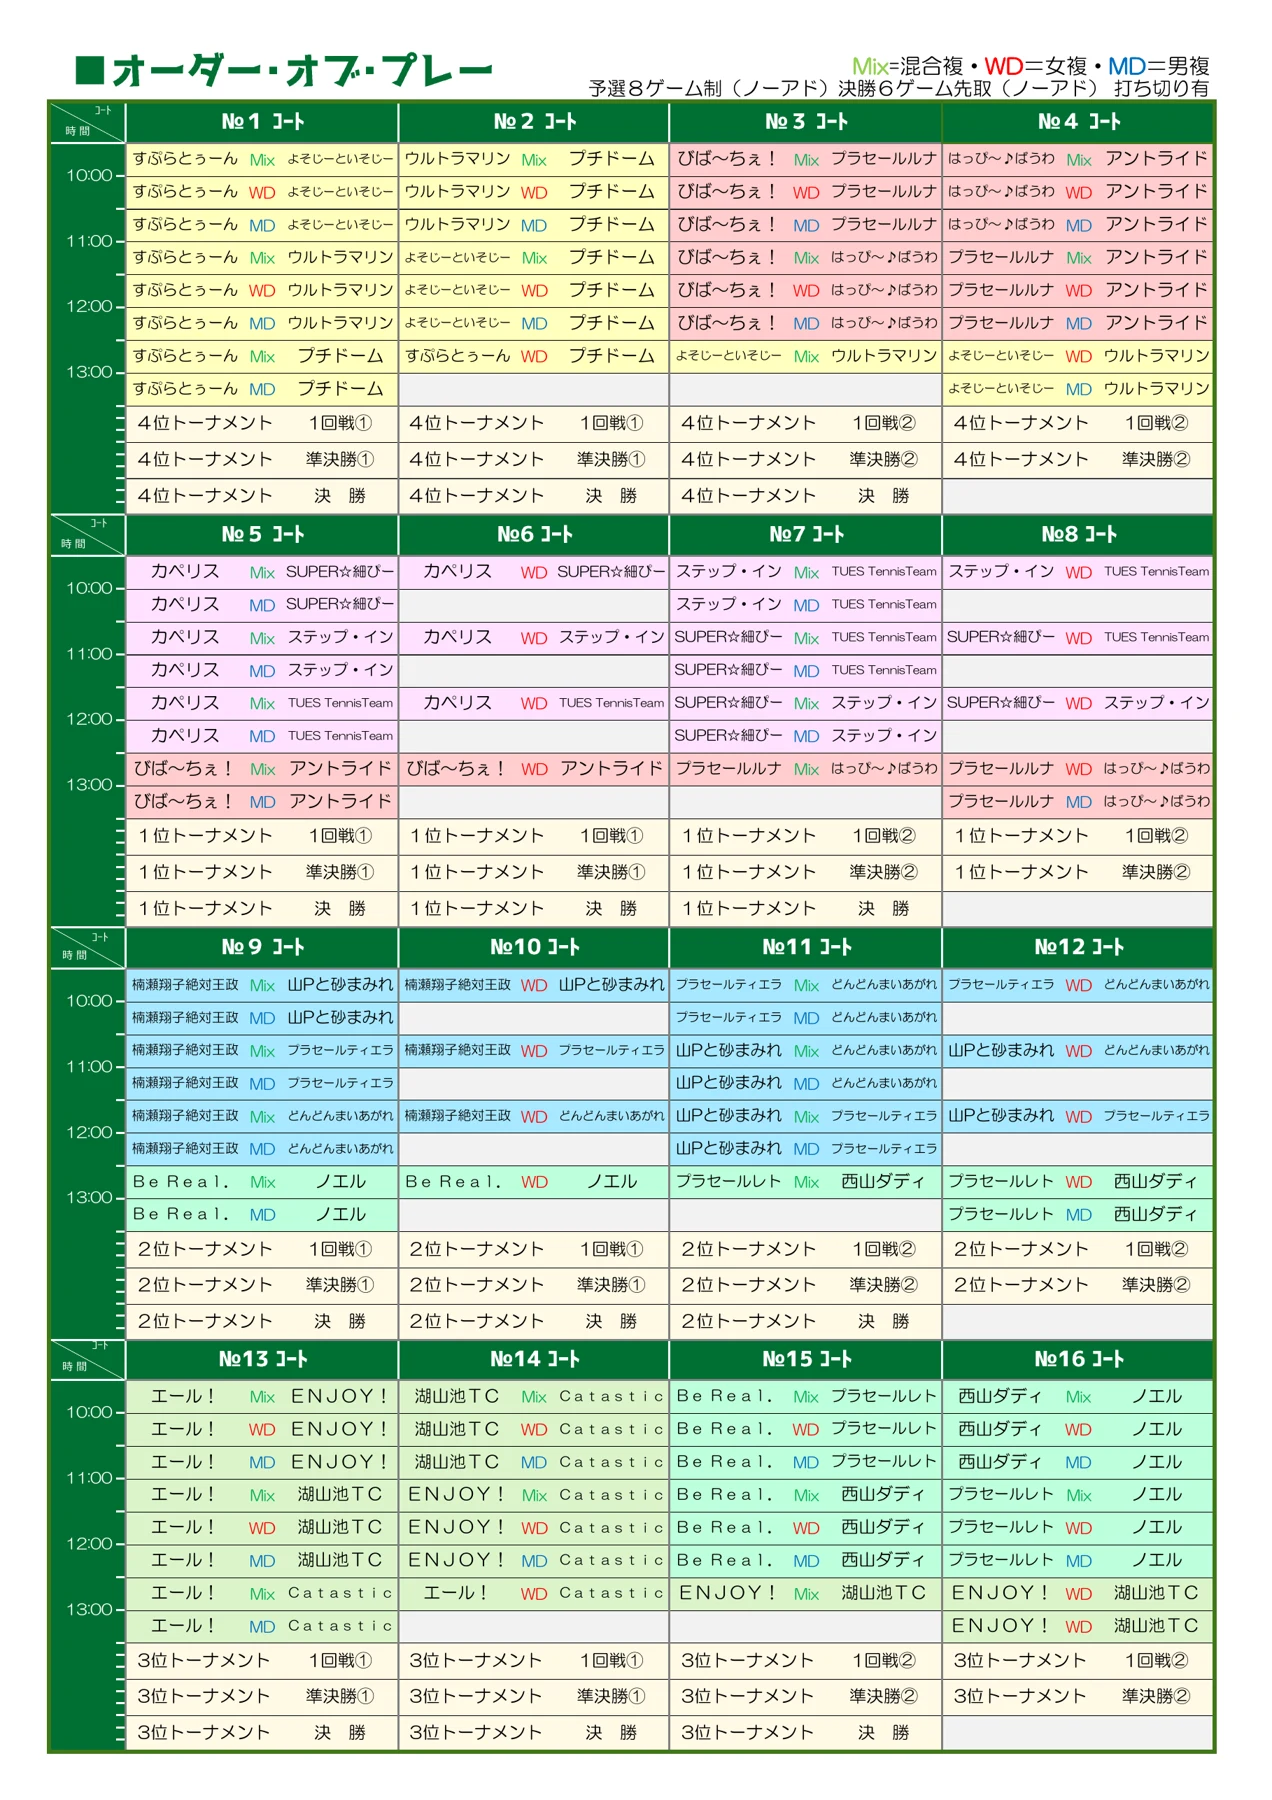 ■オーダー・オブ・プレー
Mix=混合複・WD=女複・MD=男複
予選８ゲーム制（ノーアド）決勝６ゲーム先取（ノーアド） 打ち切り有
ｺｰﾄ 時間 №1 ｺｰﾄ №2 ｺｰﾄ №3 ｺｰﾄ №4 ｺｰﾄ
すぷらとぅーん Mix よそじーといそじー ウルトラマリン Mix プチドーム びば〜ちぇ！ Mix プラセールルナ はっぴ〜♪ばうわ Mix アントライド
10:00
すぷらとぅーん WD よそじーといそじー ウルトラマリン WD プチドーム びば〜ちぇ！ WD プラセールルナ はっぴ〜♪ばうわ WD アントライド
すぷらとぅーん MD よそじーといそじー ウルトラマリン MD プチドーム びば〜ちぇ！ MD プラセールルナ はっぴ〜♪ばうわ MD アントライド
11:00
すぷらとぅーん Mix ウルトラマリン よそじーといそじー Mix プチドーム びば〜ちぇ！ Mix はっぴ〜♪ばうわ プラセールルナ Mix アントライド
すぷらとぅーん WD ウルトラマリン よそじーといそじー WD プチドーム びば〜ちぇ！ WD はっぴ〜♪ばうわ プラセールルナ WD アントライド
12:00
すぷらとぅーん MD ウルトラマリン よそじーといそじー MD プチドーム びば〜ちぇ！ MD はっぴ〜♪ばうわ プラセールルナ MD アントライド
すぷらとぅーん Mix プチドーム すぷらとぅーん WD プチドーム よそじーといそじー Mix ウルトラマリン よそじーといそじー WD ウルトラマリン
13:00
すぷらとぅーん MD プチドーム よそじーといそじー MD ウルトラマリン
４位トーナメント 1回戦① ４位トーナメント 1回戦① ４位トーナメント 1回戦② ４位トーナメント 1回戦②
４位トーナメント 準決勝① ４位トーナメント 準決勝① ４位トーナメント 準決勝② ４位トーナメント 準決勝②
４位トーナメント 決　勝 ４位トーナメント 決　勝 ４位トーナメント 決　勝
ｺｰﾄ 時間 №5 ｺｰﾄ №6 ｺｰﾄ №7 ｺｰﾄ №8 ｺｰﾄ
カペリス Mix SUPER☆細ぴー カペリス WD SUPER☆細ぴー ステップ・イン Mix TUES TennisTeam ステップ・イン WD TUES TennisTeam
10:00
カペリス MD SUPER☆細ぴー ステップ・イン MD TUES TennisTeam
カペリス Mix ステップ・イン カペリス WD ステップ・イン SUPER☆細ぴー Mix TUES TennisTeam SUPER☆細ぴー WD TUES TennisTeam
11:00
カペリス MD ステップ・イン SUPER☆細ぴー MD TUES TennisTeam
カペリス Mix TUES TennisTeam カペリス WD TUES TennisTeam SUPER☆細ぴー Mix ステップ・イン SUPER☆細ぴー WD ステップ・イン
12:00
カペリス MD TUES TennisTeam SUPER☆細ぴー MD ステップ・イン
びば〜ちぇ！ Mix アントライド びば〜ちぇ！ WD アントライド プラセールルナ Mix はっぴ〜♪ばうわ プラセールルナ WD はっぴ〜♪ばうわ
13:00
びば〜ちぇ！ MD アントライド プラセールルナ MD はっぴ〜♪ばうわ
１位トーナメント 1回戦① １位トーナメント 1回戦① １位トーナメント 1回戦② １位トーナメント 1回戦②
１位トーナメント 準決勝① １位トーナメント 準決勝① １位トーナメント 準決勝② １位トーナメント 準決勝②
１位トーナメント 決　勝 １位トーナメント 決　勝 １位トーナメント 決　勝
ｺｰﾄ 時間 №9 ｺｰﾄ №10 ｺｰﾄ №11 ｺｰﾄ №12 ｺｰﾄ
楠瀬翔子絶対王政 Mix 山Pと砂まみれ 楠瀬翔子絶対王政 WD 山Pと砂まみれ プラセールティエラ Mix どんどんまいあがれ プラセールティエラ WD どんどんまいあがれ
10:00
楠瀬翔子絶対王政 MD 山Pと砂まみれ プラセールティエラ MD どんどんまいあがれ
楠瀬翔子絶対王政 Mix プラセールティエラ 楠瀬翔子絶対王政 WD プラセールティエラ 山Pと砂まみれ Mix どんどんまいあがれ 山Pと砂まみれ WD どんどんまいあがれ
11:00
楠瀬翔子絶対王政 MD プラセールティエラ 山Pと砂まみれ MD どんどんまいあがれ
楠瀬翔子絶対王政 Mix どんどんまいあがれ 楠瀬翔子絶対王政 WD どんどんまいあがれ 山Pと砂まみれ Mix プラセールティエラ 山Pと砂まみれ WD プラセールティエラ
12:00
楠瀬翔子絶対王政 MD どんどんまいあがれ 山Pと砂まみれ MD プラセールティエラ
Ｂｅ Ｒｅａｌ． Mix ノエル Ｂｅ Ｒｅａｌ． WD ノエル プラセールレト Mix 西山ダディ プラセールレト WD 西山ダディ
13:00
Ｂｅ Ｒｅａｌ． MD ノエル プラセールレト MD 西山ダディ
２位トーナメント 1回戦① ２位トーナメント 1回戦① ２位トーナメント 1回戦② ２位トーナメント 1回戦②
２位トーナメント 準決勝① ２位トーナメント 準決勝① ２位トーナメント 準決勝② ２位トーナメント 準決勝②
２位トーナメント 決　勝 ２位トーナメント 決　勝 ２位トーナメント 決　勝
ｺｰﾄ 時間 №13 ｺｰﾄ №14 ｺｰﾄ №15 ｺｰﾄ №16 ｺｰﾄ
エール！ Mix ＥＮＪＯＹ！ 湖山池ＴＣ Mix Ｃａｔａｓｔｉｃ Ｂｅ Ｒｅａｌ． Mix プラセールレト 西山ダディ Mix ノエル
10:00
エール！ WD ＥＮＪＯＹ！ 湖山池ＴＣ WD Ｃａｔａｓｔｉｃ Ｂｅ Ｒｅａｌ． WD プラセールレト 西山ダディ WD ノエル
エール！ MD ＥＮＪＯＹ！ 湖山池ＴＣ MD Ｃａｔａｓｔｉｃ Ｂｅ Ｒｅａｌ． MD プラセールレト 西山ダディ MD ノエル
11:00
エール！ Mix 湖山池ＴＣ ＥＮＪＯＹ！ Mix Ｃａｔａｓｔｉｃ Ｂｅ Ｒｅａｌ． Mix 西山ダディ プラセールレト Mix ノエル
エール！ WD 湖山池ＴＣ ＥＮＪＯＹ！ WD Ｃａｔａｓｔｉｃ Ｂｅ Ｒｅａｌ． WD 西山ダディ プラセールレト WD ノエル
12:00
エール！ MD 湖山池ＴＣ ＥＮＪＯＹ！ MD Ｃａｔａｓｔｉｃ Ｂｅ Ｒｅａｌ． MD 西山ダディ プラセールレト MD ノエル
エール！ Mix Ｃａｔａｓｔｉｃ エール！ WD Ｃａｔａｓｔｉｃ ＥＮＪＯＹ！ Mix 湖山池ＴＣ ＥＮＪＯＹ！ WD 湖山池ＴＣ
13:00
エール！ MD Ｃａｔａｓｔｉｃ ＥＮＪＯＹ！ WD 湖山池ＴＣ
３位トーナメント 1回戦① ３位トーナメント 1回戦① ３位トーナメント 1回戦② ３位トーナメント 1回戦②
３位トーナメント 準決勝① ３位トーナメント 準決勝① ３位トーナメント 準決勝② ３位トーナメント 準決勝②
３位トーナメント 決　勝 ３位トーナメント 決　勝 ３位トーナメント 決　勝